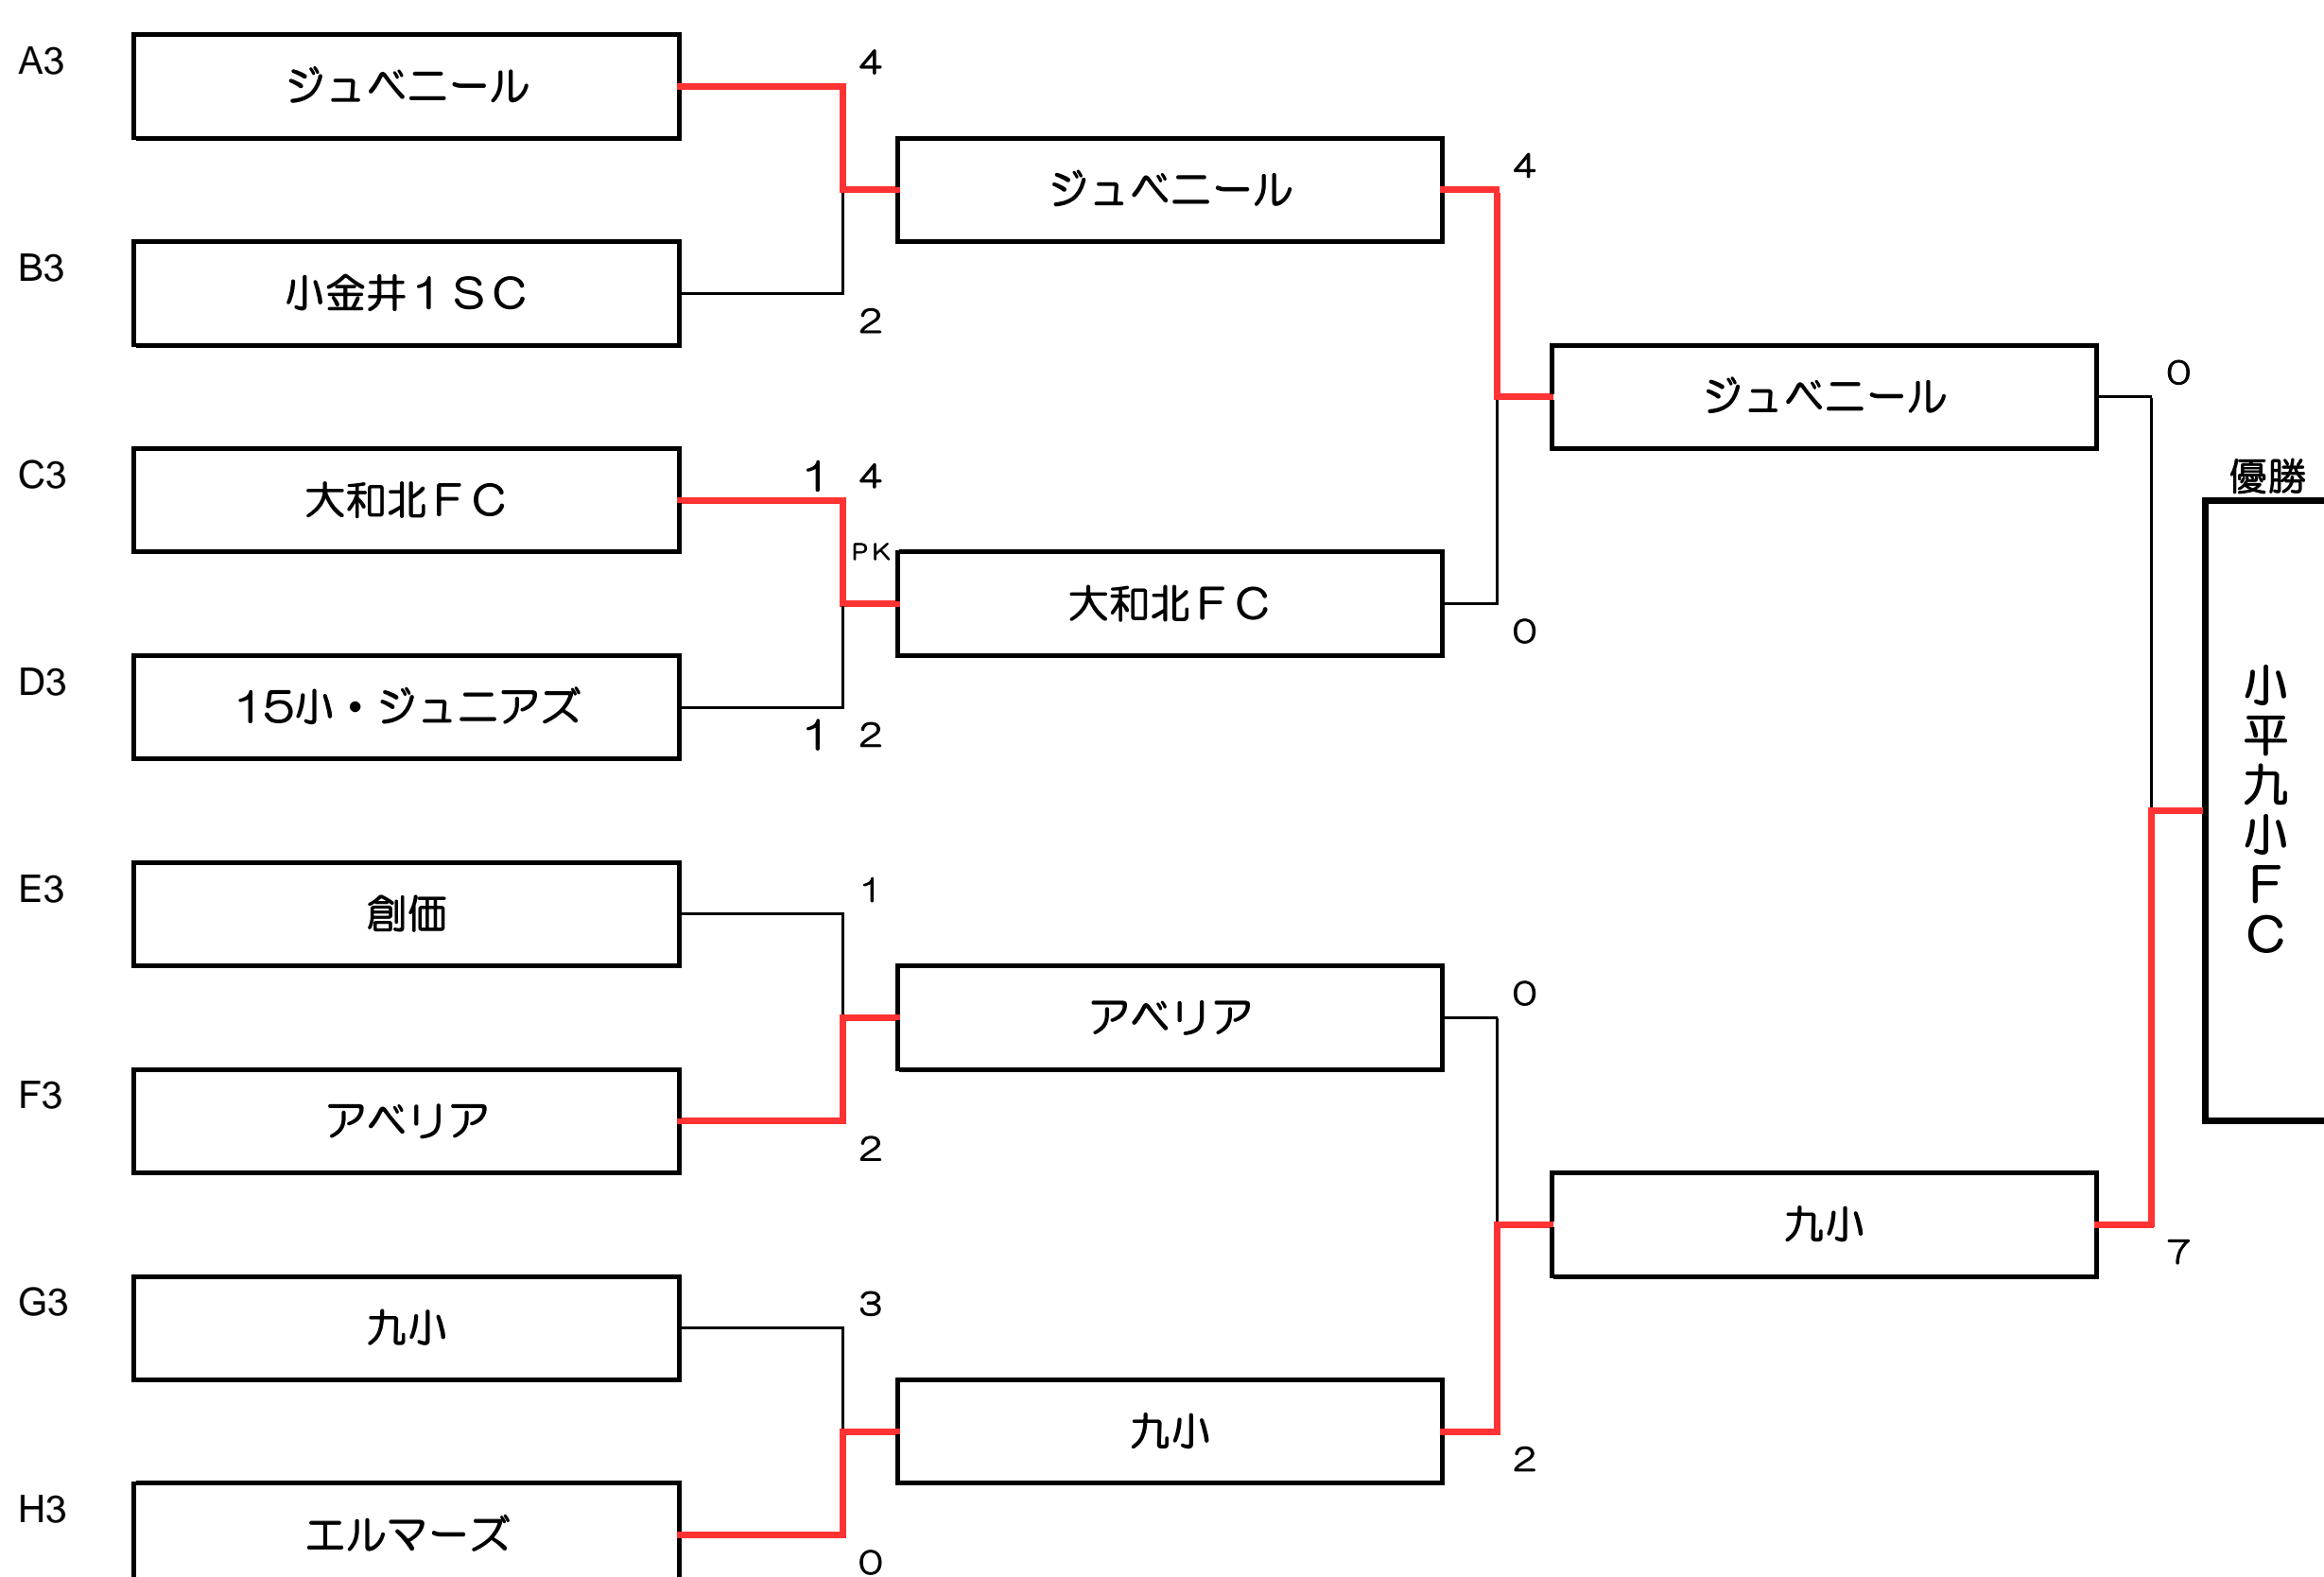 A3
ジュベニール
4
B3
小金井１ＳＣ
2
ジュベニール
4
C3
大和北ＦＣ
1 4
PK
D3
15小・ジュニアズ
1 2
大和北ＦＣ
0
ジュベニール
0
E3
創価
1
F3
アベリア
2
アベリア
0
G3
九小
3
H3
エルマーズ
0
九小
2
九小
7
優勝
小平九小ＦＣ